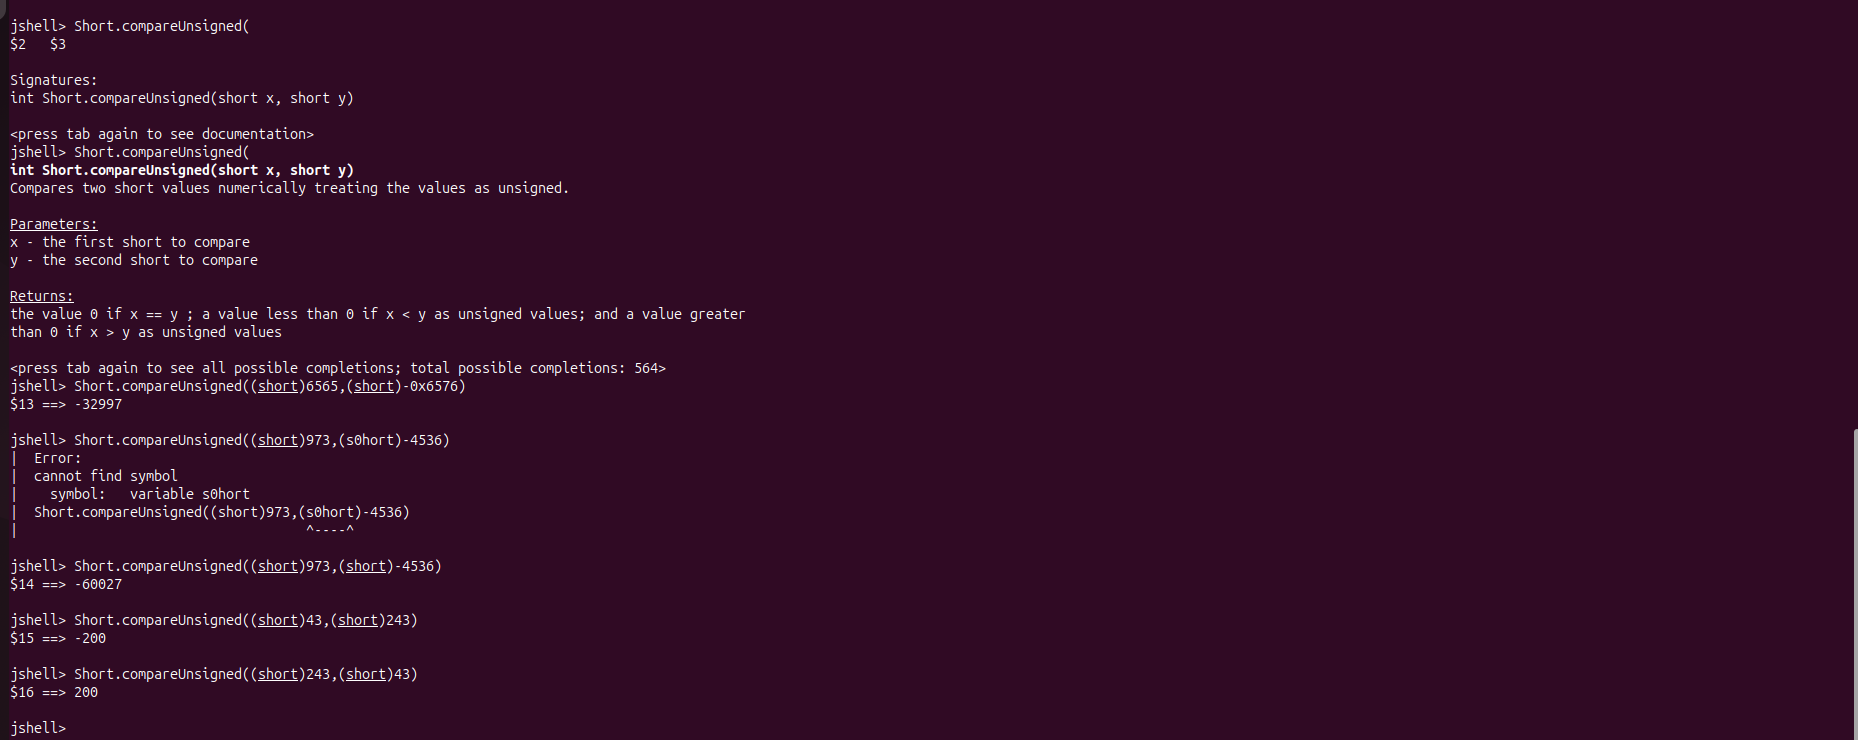 jshell> Short.compareUnsigned(
$2   $3
Signatures:
int Short.compareUnsigned(short x, short y)
<press tab again to see documentation>
jshell> Short.compareUnsigned(
int Short.compareUnsigned(short x, short y)
Compares two short values numerically treating the values as unsigned.
Parameters:
x - the first short to compare
y - the second short to compare
Returns:
the value 0 if x == y ; a value less than 0 if x < y as unsigned values; and a value greater
than 0 if x > y as unsigned values
<press tab again to see all possible completions; total possible completions: 564>
jshell> Short.compareUnsigned((short)6565,(short)-0x6576)
$13 ==> -32997
jshell> Short.compareUnsigned((short)973,(s0hort)-4536)
|  Error:
|  cannot find symbol
|    symbol:   variable s0hort
|  Short.compareUnsigned((short)973,(s0hort)-4536)
|                                    ^----^
jshell> Short.compareUnsigned((short)973,(short)-4536)
$14 ==> -60027
jshell> Short.compareUnsigned((short)43,(short)243)
$15 ==> -200
jshell> Short.compareUnsigned((short)243,(short)43)
$16 ==> 200
jshell>